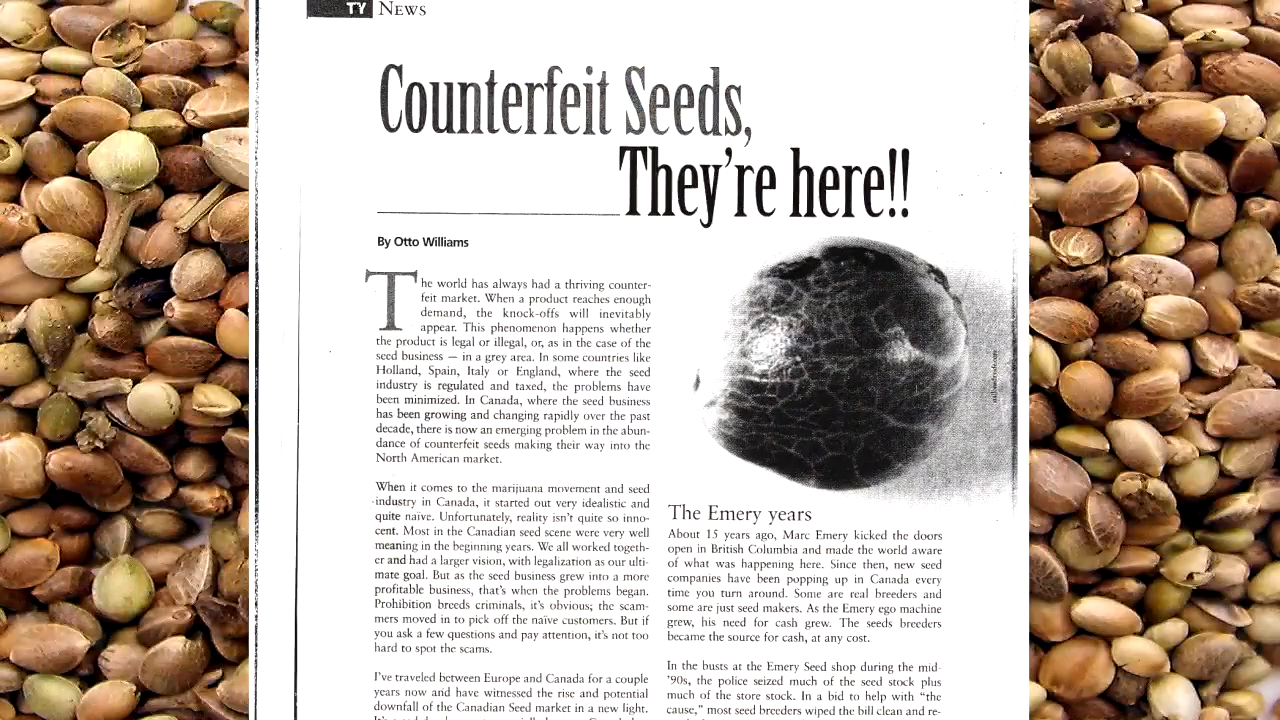 TY News
Counterfeit Seeds,
They're here!!
By Otto Williams
The world has always had a thriving counter-
feit market. When a product reaches enough
demand, the knock-offs will inevitably
appear. This phenomenon happens whether
the product is legal or illegal, or, as in the case of the
seed business — in a grey area. In some countries like
Holland, Spain, Italy or England, where the seed
industry is regulated and taxed, the problems have
been minimized. In Canada, where the seed business
has been growing and changing rapidly over the past
decade, there is now an emerging problem in the abun-
dance of counterfeit seeds making their way into the
North American market.
When it comes to the marijuana movement and seed
industry in Canada, it started out very idealistic and
quite naive. Unfortunately, reality isn't quite so inno-
cent. Most in the Canadian seed scene were very well
meaning in the beginning years. We all worked togeth-
er and had a larger vision, with legalization as our ulti-
mate goal. But as the seed business grew into a more
profitable business, that's when the problems began.
Prohibition breeds criminals, it's obvious; the scam-
mers moved in to pick off the naïve customers. But if
you ask a few questions and pay attention, it's not too
hard to spot the scams.
I've traveled between Europe and Canada for a couple
years now and have witnessed the rise and potential
downfall of the Canadian Seed market in a new light.
The Emery years
About 15 years ago, Marc Emery kicked the doors
open in British Columbia and made the world aware
of what was happening here. Since then, new seed
companies have been popping up in Canada every
time you turn around. Some are real breeders and
some are just seed makers. As the Emery ego machine
grew, his need for cash grew. The seeds breeders
became the source for cash, at any cost.
In the busts at the Emery Seed shop during the mid-
'90s, the police seized much of the seed stock plus
much of the store stock. In a bid to help with "the
cause," most seed breeders wiped the bill clean and re-